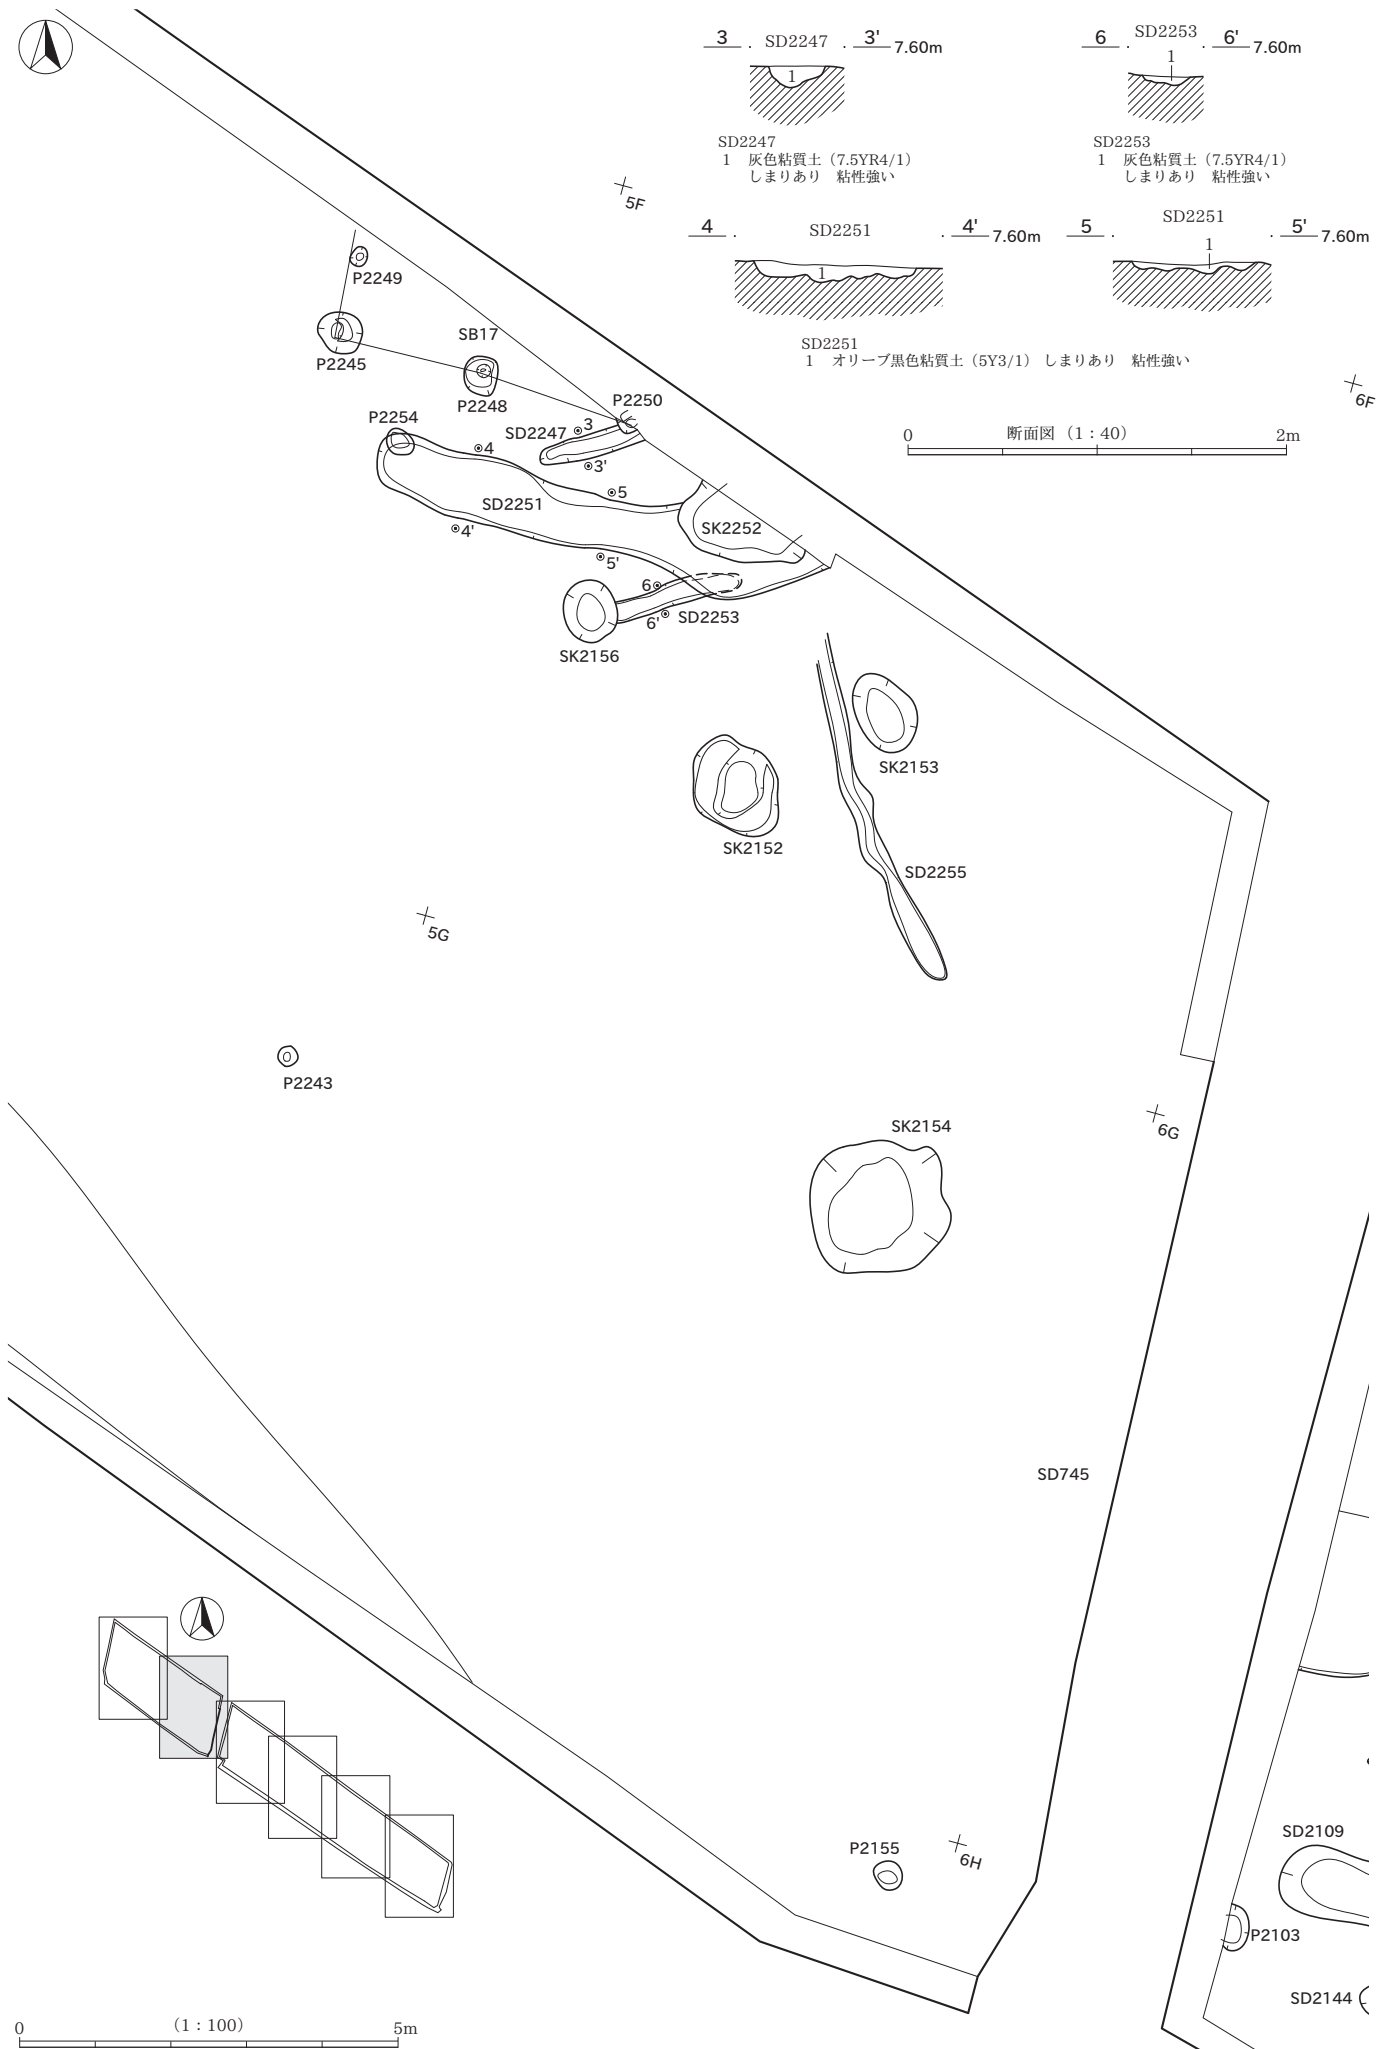 3 SD2247 3' 7.60m
1
SD2247
1 灰色粘質土（7.5YR4/1）
しまりあり 粘性強い
6 SD2253 6' 7.60m
1
SD2253
1 灰色粘質土（7.5YR4/1）
しまりあり 粘性強い
4 SD2251 4' 7.60m
1
5 SD2251 5' 7.60m
1
SD2251
1 オリーブ黒色粘質土（5Y3/1） しまりあり 粘性強い
0 断面図（1：40） 2m
5F
6F
P2249
P2245
SB17
P2248
P2250
P2254
SD2247
3
3'
4
5
SD2251
SK2252
4'
5'
6
6'
SD2253
SK2156
SK2153
SK2152
SD2255
5G
P2243
6G
SK2154
SD745
P2155
6H
SD2109
P2103
SD2144
0 （1：100） 5m